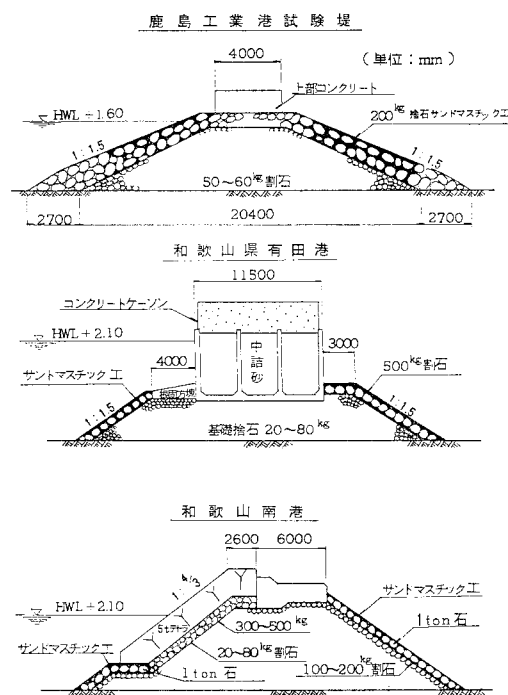 鹿島工業港試験堤
4000
(単位：mm)
上部コンクリート
HWL+1.60
200kg 捨石サンドマスチック工
1:1.5
1:1.5
50～60kg割石
2700
20400
2700
和歌山県有田港
11500
コンクリートケーソン
HWL+2.10
中詰砂
3000
4000
サンドマスチック工
500kg割石
1:1.5
1:1.5
基礎捨石20～80kg
和歌山南港
2600
6000
1:4/3
サンドマスチック工
HWL+2.10
1ton石
5tテトラ
300～500kg
サンドマスチック工
20～80kg割石
1ton石
100～200kg割石